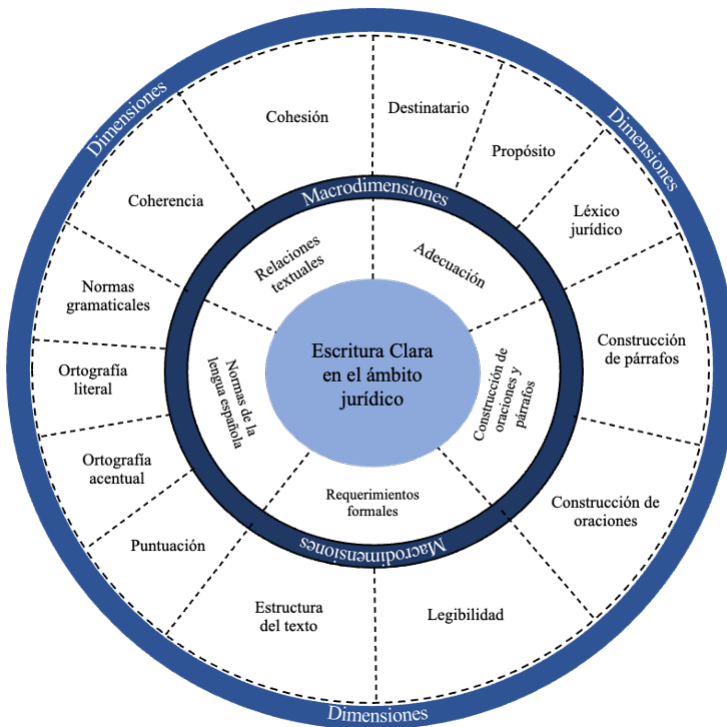 Dimensiones
Dimensiones
Cohesión
Destinatario
Propósito
Léxico
jurídico
Coherencia
Macrodimensiones
Relaciones
textuales
Adecuación
Normas
gramaticales
Construcción
de párrafos
Escritura Clara
en el ámbito
jurídico
Normas de la
lengua española
Construcción de
oraciones y
párrafos
Ortografía
literal
Ortografía
acentual
Requerimientos
formales
Construcción de
oraciones
Puntuación
Macrodimensiones
Estructura
del texto
Legibilidad
Dimensiones